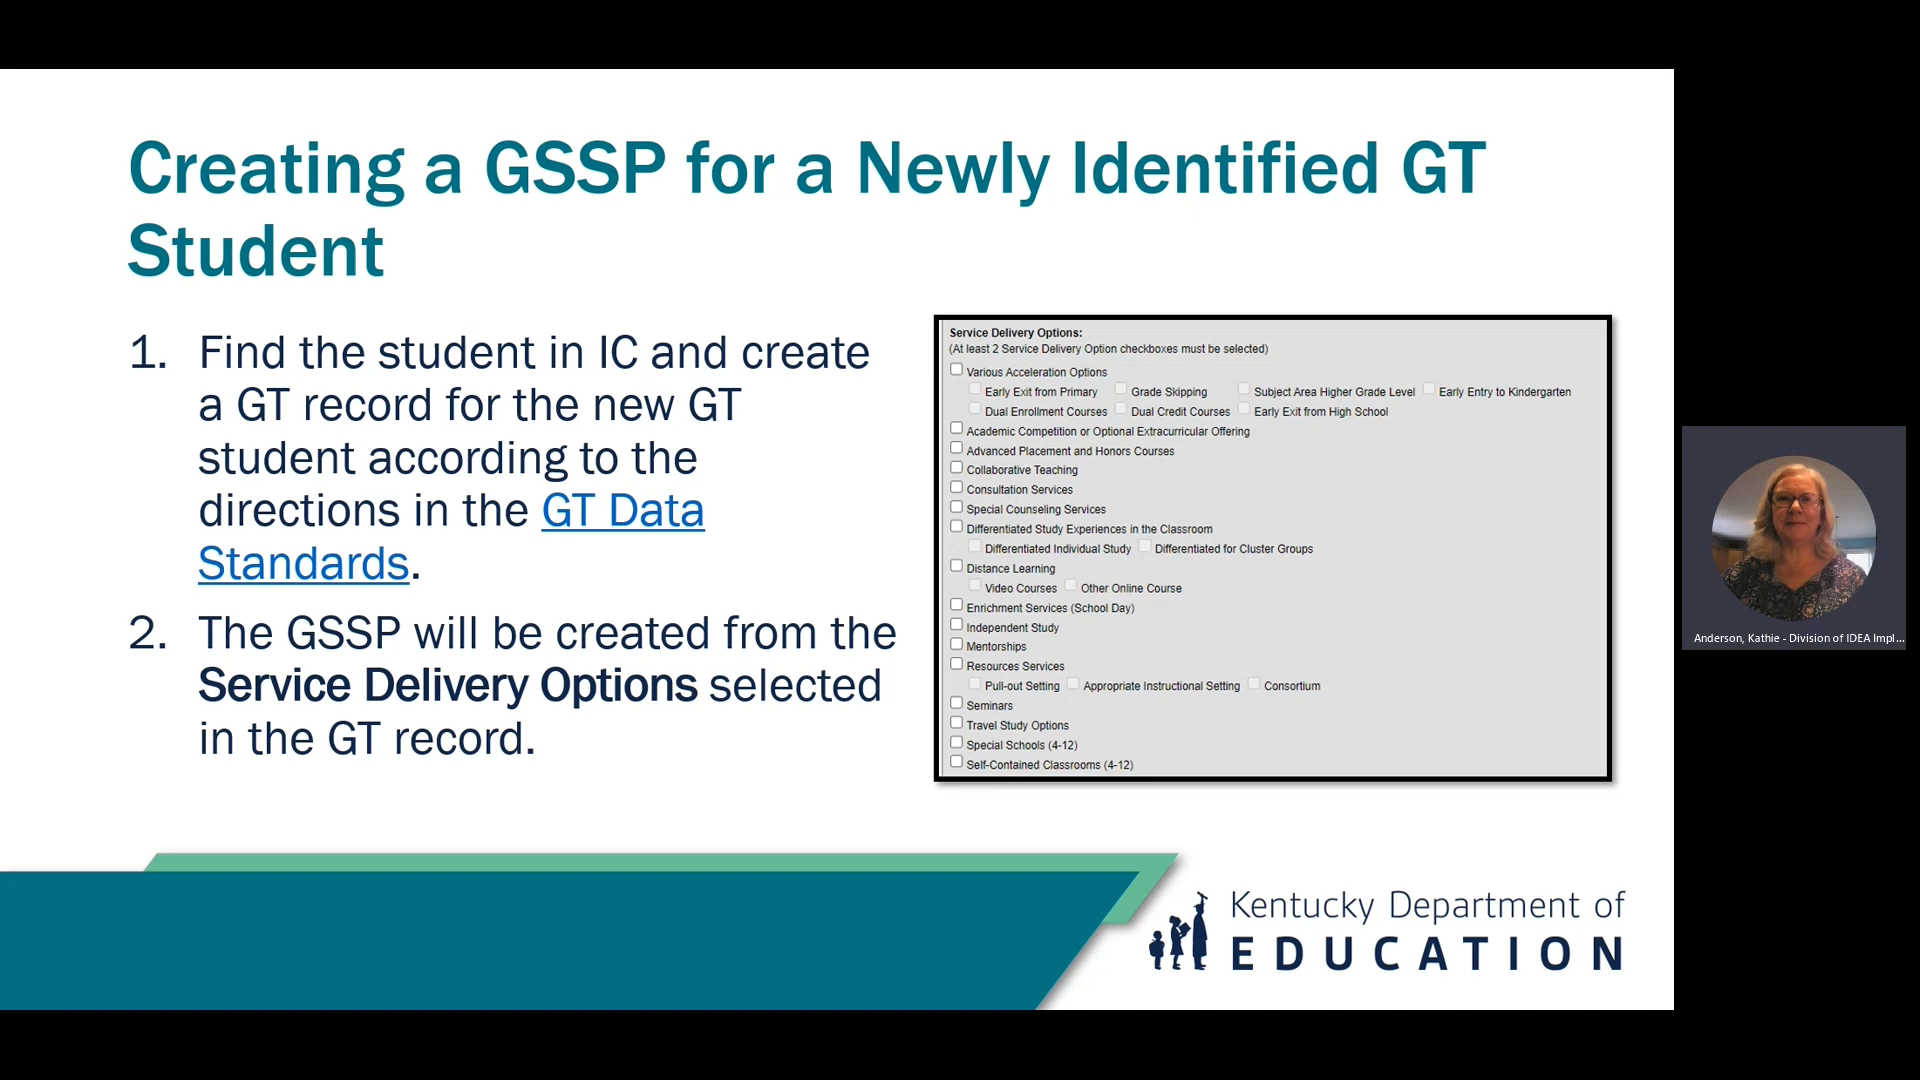 Creating a GSSP for a Newly Identified GT
Student
1. Find the student in IC and create
a GT record for the new GT
student according to the
directions in the GT Data
Standards.
2. The GSSP will be created from the
Service Delivery Options selected
in the GT record.
Service Delivery Options:
(At least 2 Service Delivery Option checkboxes must be selected)
Various Acceleration Options
Early Exit from Primary Grade Skipping Subject Area Higher Grade Level Early Entry to Kindergarten
Dual Enrollment Courses Dual Credit Courses Early Exit from High School
Academic Competition or Optional Extracurricular Offering
Advanced Placement and Honors Courses
Collaborative Teaching
Consultation Services
Special Counseling Services
Differentiated Study Experiences in the Classroom
Differentiated Individual Study Differentiated for Cluster Groups
Distance Learning
Video Courses Other Online Course
Enrichment Services (School Day)
Independent Study
Mentorships
Resources Services
Pull-out Setting Appropriate Instructional Setting Consortium
Seminars
Travel Study Options
Special Schools (4-12)
Self-Contained Classrooms (4-12)
Kentucky Department of
EDUCATION
Anderson, Kathie - Division of IDEA Impl...